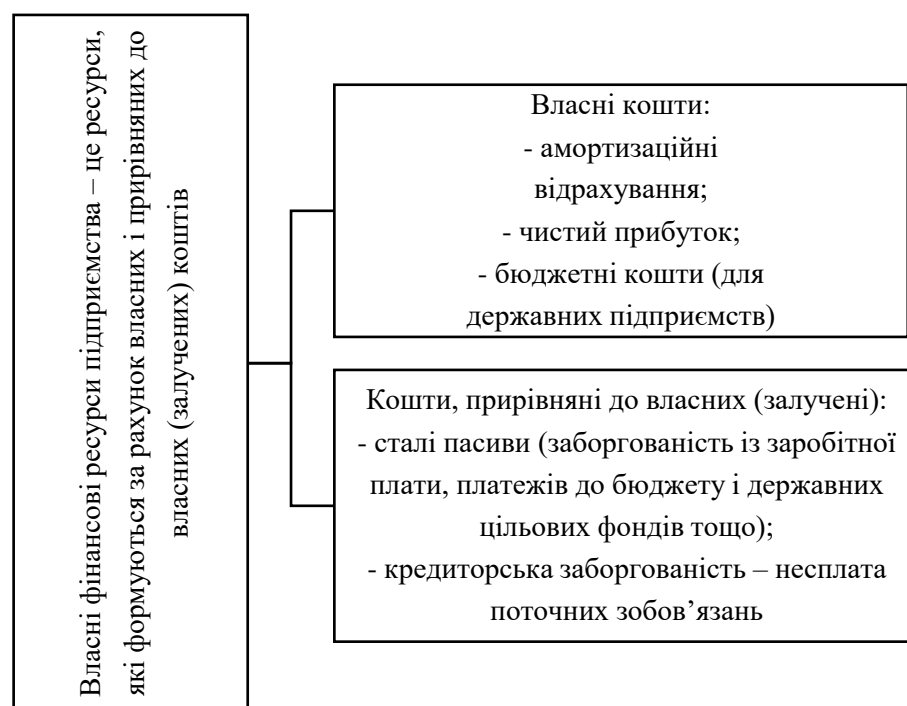 Власні фінансові ресурси підприємства – це ресурси,
які формуються за рахунок власних і прирівняних до
власних (залучених) коштів
Власні кошти:
- амортизаційні
відрахування;
- чистий прибуток;
- бюджетні кошти (для
державних підприємств)
Кошти, прирівняні до власних (залучені):
- сталі пасиви (заборгованість із заробітної
плати, платежів до бюджету і державних
цільових фондів тощо);
- кредиторська заборгованість – несплата
поточних зобов’язань